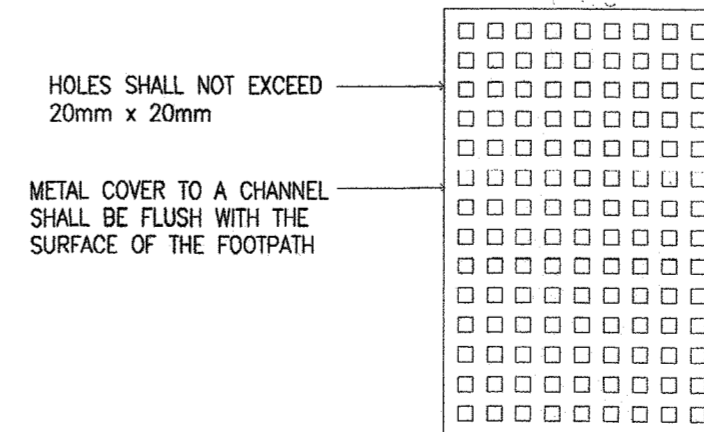 HOLES SHALL NOT EXCEED
20mm x 20mm
METAL COVER TO A CHANNEL
SHALL BE FLUSH WITH THE
SURFACE OF THE FOOTPATH